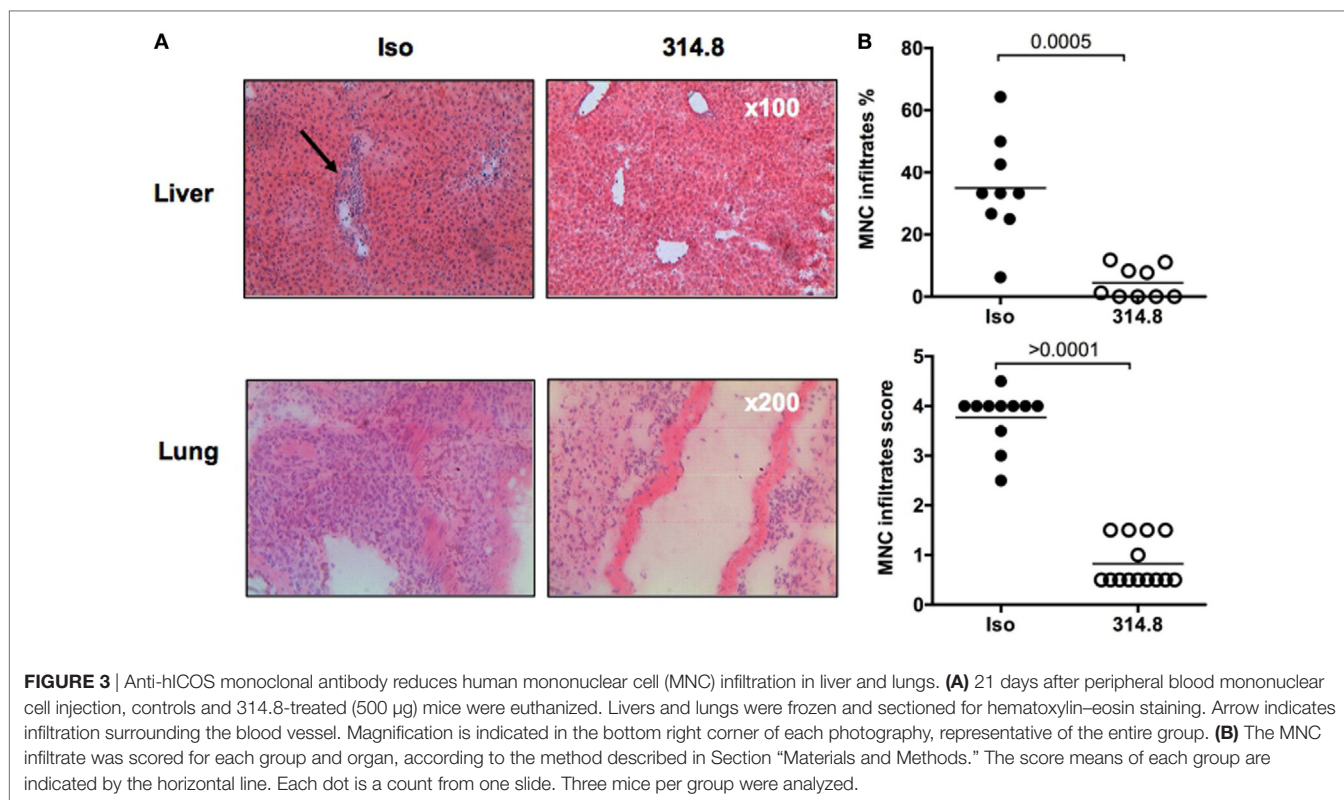 A
Iso
314.8
B
Liver
x100
Lung
x200
MNC infiltrates %
80
60
40
20
0
0.0005
Iso
314.8
MNC infiltrates score
5
4
3
2
1
0
>0.0001
Iso
314.8
FIGURE 3 | Anti-hICOS monoclonal antibody reduces human mononuclear cell (MNC) infiltration in liver and lungs. (A) 21 days after peripheral blood mononuclear
cell injection, controls and 314.8-treated (500 µg) mice were euthanized. Livers and lungs were frozen and sectioned for hematoxylin–eosin staining. Arrow indicates
infiltration surrounding the blood vessel. Magnification is indicated in the bottom right corner of each photography, representative of the entire group. (B) The MNC
infiltrate was scored for each group and organ, according to the method described in Section “Materials and Methods.” The score means of each group are
indicated by the horizontal line. Each dot is a count from one slide. Three mice per group were analyzed.